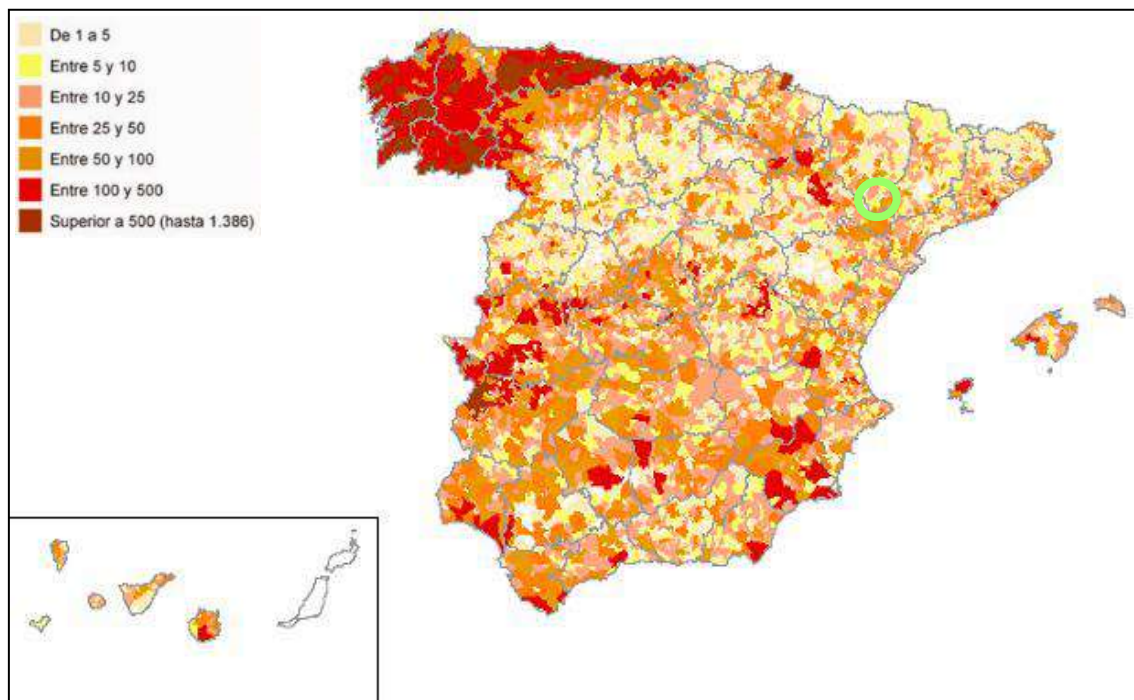 De 1 a 5
Entre 5 y 10
Entre 10 y 25
Entre 25 y 50
Entre 50 y 100
Entre 100 y 500
Superior a 500 (hasta 1.386)